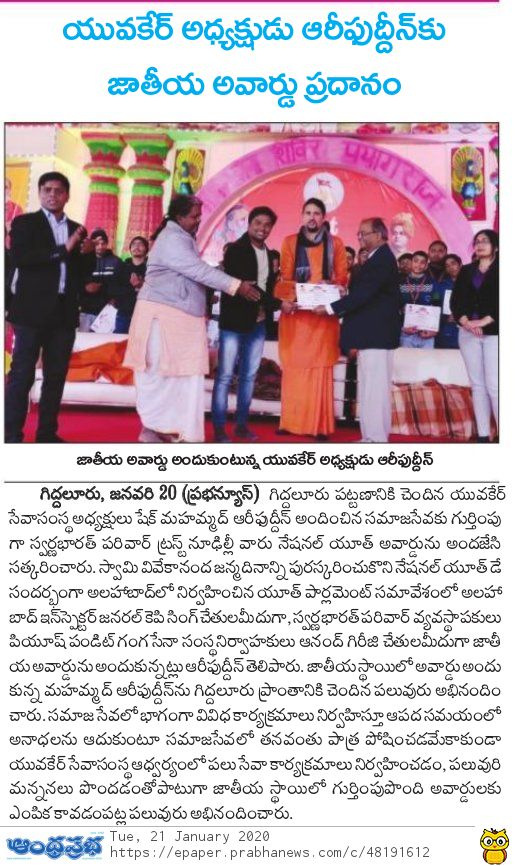 యువకేర్ అధ్యక్షుడు ఆరీఫుద్దీన్‌కు
జాతీయ అవార్డు ప్రదానం
शिविर प्रयागराज
జాతీయ అవార్డు అందుకుంటున్న యువకేర్ అధ్యక్షుడు ఆరీఫుద్దీన్
గిద్దలూరు, జనవరి 20 (ప్రభన్యూస్) గిద్దలూరు పట్టణానికి చెందిన యువకేర్
సేవాసంస్థ అధ్యక్షులు షేక్ మహమ్మద్ ఆరీఫుద్దీన్ అందించిన సమాజసేవకు గుర్తింపు
గా స్వర్ణభారత్ పరివార్ ట్రస్ట్ నూఢిల్లీ వారు నేషనల్ యూత్ అవార్డును అందజేసి
సత్కరించారు. స్వామి వివేకానంద జన్మదినాన్ని పురస్కరించుకొని నేషనల్ యూత్ డే
సందర్భంగా అలహాబాద్‌లో నిర్వహించిన యూత్ పార్లమెంట్ సమావేశంలో అలహా
బాద్ ఇన్‌స్పెక్టర్ జనరల్ కెపి సింగ్ చేతులమీదుగా, స్వర్ణభారత్ పరివార్ వ్యవస్థాపకులు
పియూష్ పండిట్ గంగ సేనా సంస్థ నిర్వాహకులు ఆనంద్ గిరీజి చేతులమీదుగా జాతీ
య అవార్డును అందుకున్నట్లు ఆరీఫుద్దీన్ తెలిపారు. జాతీయ స్థాయిలో అవార్డు అందు
కున్న మహమ్మద్ ఆరీఫుద్దీన్‌ను గిద్దలూరు ప్రాంతానికి చెందిన పలువురు అభినందిం
చారు. సమాజ సేవలో భాగంగా వివిధ కార్యక్రమాలు నిర్వహిస్తూ ఆపద సమయంలో
అనాధలను ఆదుకుంటూ సమాజసేవలో తనవంతు పాత్ర పోషించడమేకాకుండా
యువకేర్ సేవాసంస్థ ఆధ్వర్యంలో పలు సేవా కార్యక్రమాలు నిర్వహించడం, పలువురి
మన్ననలు పొందడంతోపాటుగా జాతీయ స్థాయిలో గుర్తింపుపొంది అవార్డులకు
ఎంపిక కావడంపట్ల పలువురు అభినందించారు.
ఆంధ్రప్రభ Tue, 21 January 2020
https://epaper.prabhanews.com/c/48191612